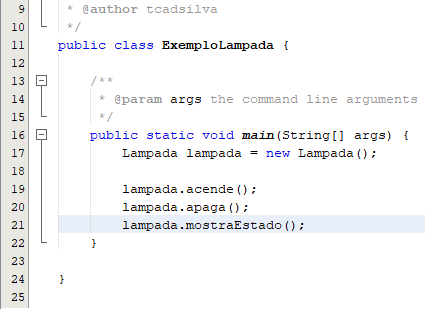 9 * @author tcadsilva
10 */
11 public class ExemploLampada {
12
13 /**
14 * @param args the command line arguments
15 */
16 public static void main(String[] args) {
17 Lampada lampada = new Lampada();
18
19 lampada.acende();
20 lampada.apaga();
21 lampada.mostraEstado();
22 }
23
24 }
25